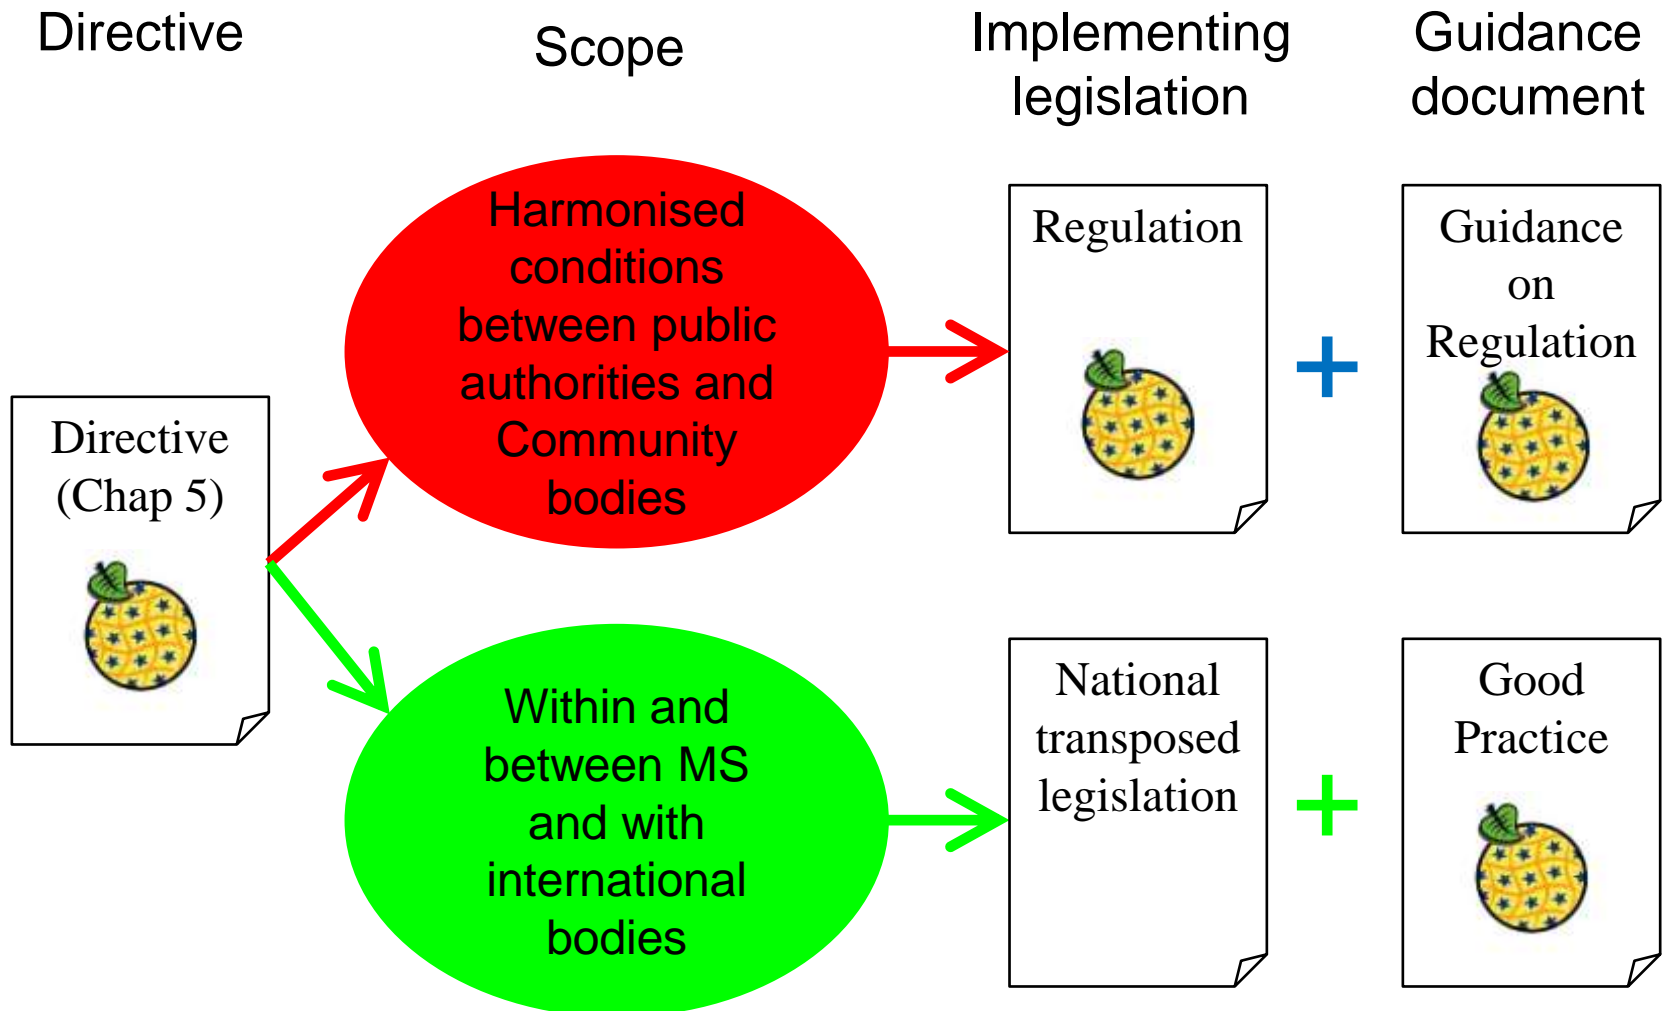 Directive
Scope
Implementing
legislation
Guidance
document
Directive
(Chap 5)
Harmonised
conditions
between public
authorities and
Community
bodies
Regulation
+
Guidance
on
Regulation
Within and
between MS
and with
international
bodies
National
transposed
legislation
+
Good
Practice